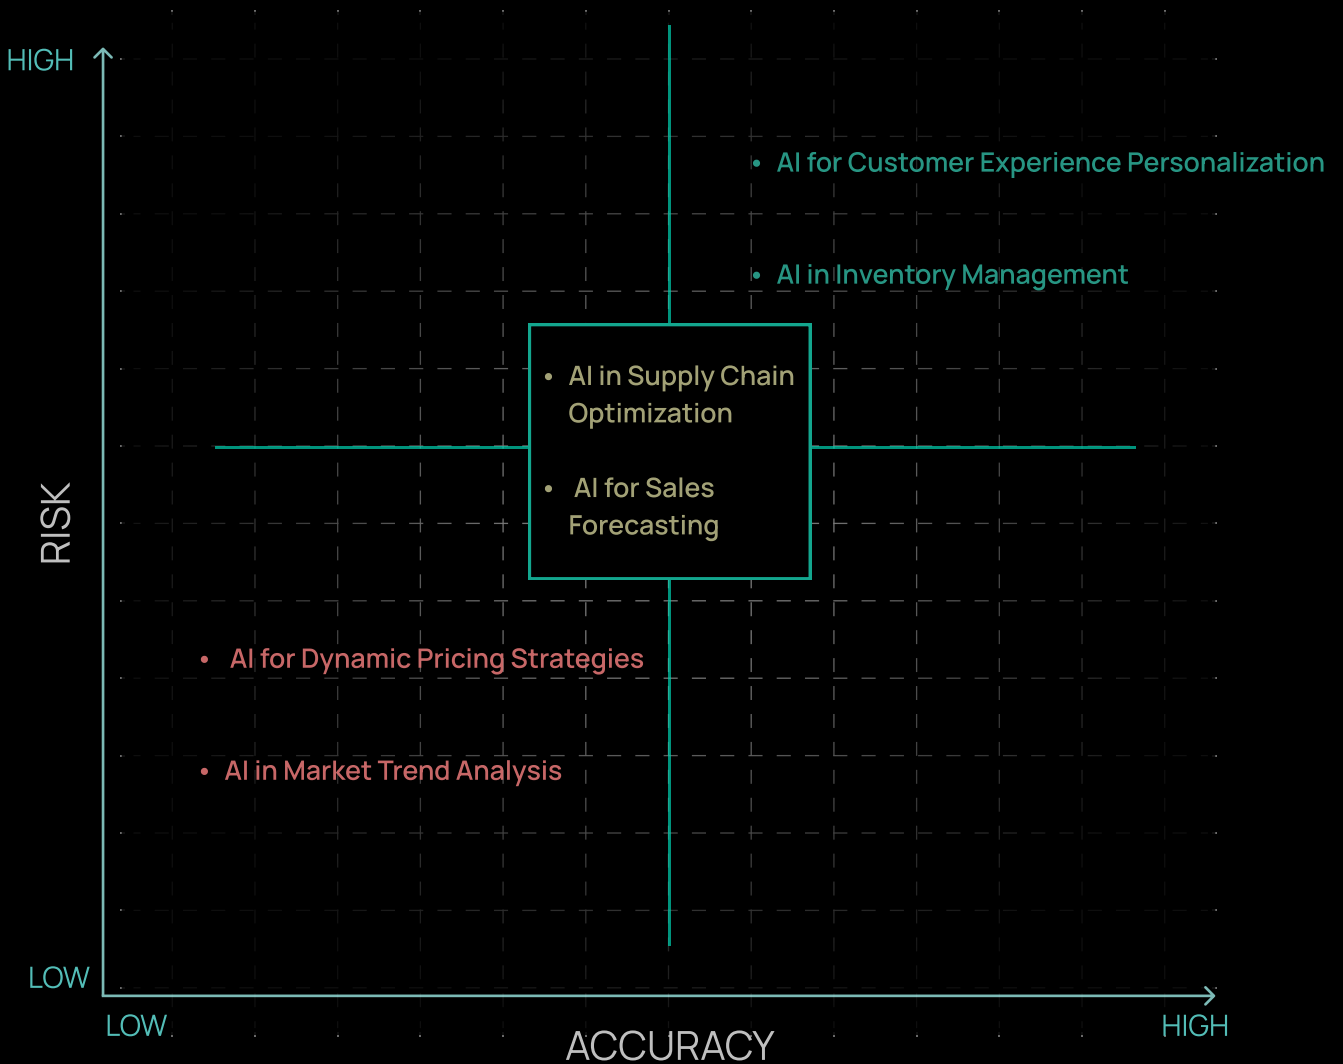 HIGH
• AI for Customer Experience Personalization
• AI in Inventory Management
• AI in Supply Chain
Optimization
• AI for Sales
Forecasting
RISK
• AI for Dynamic Pricing Strategies
• AI in Market Trend Analysis
LOW
LOW
HIGH
ACCURACY